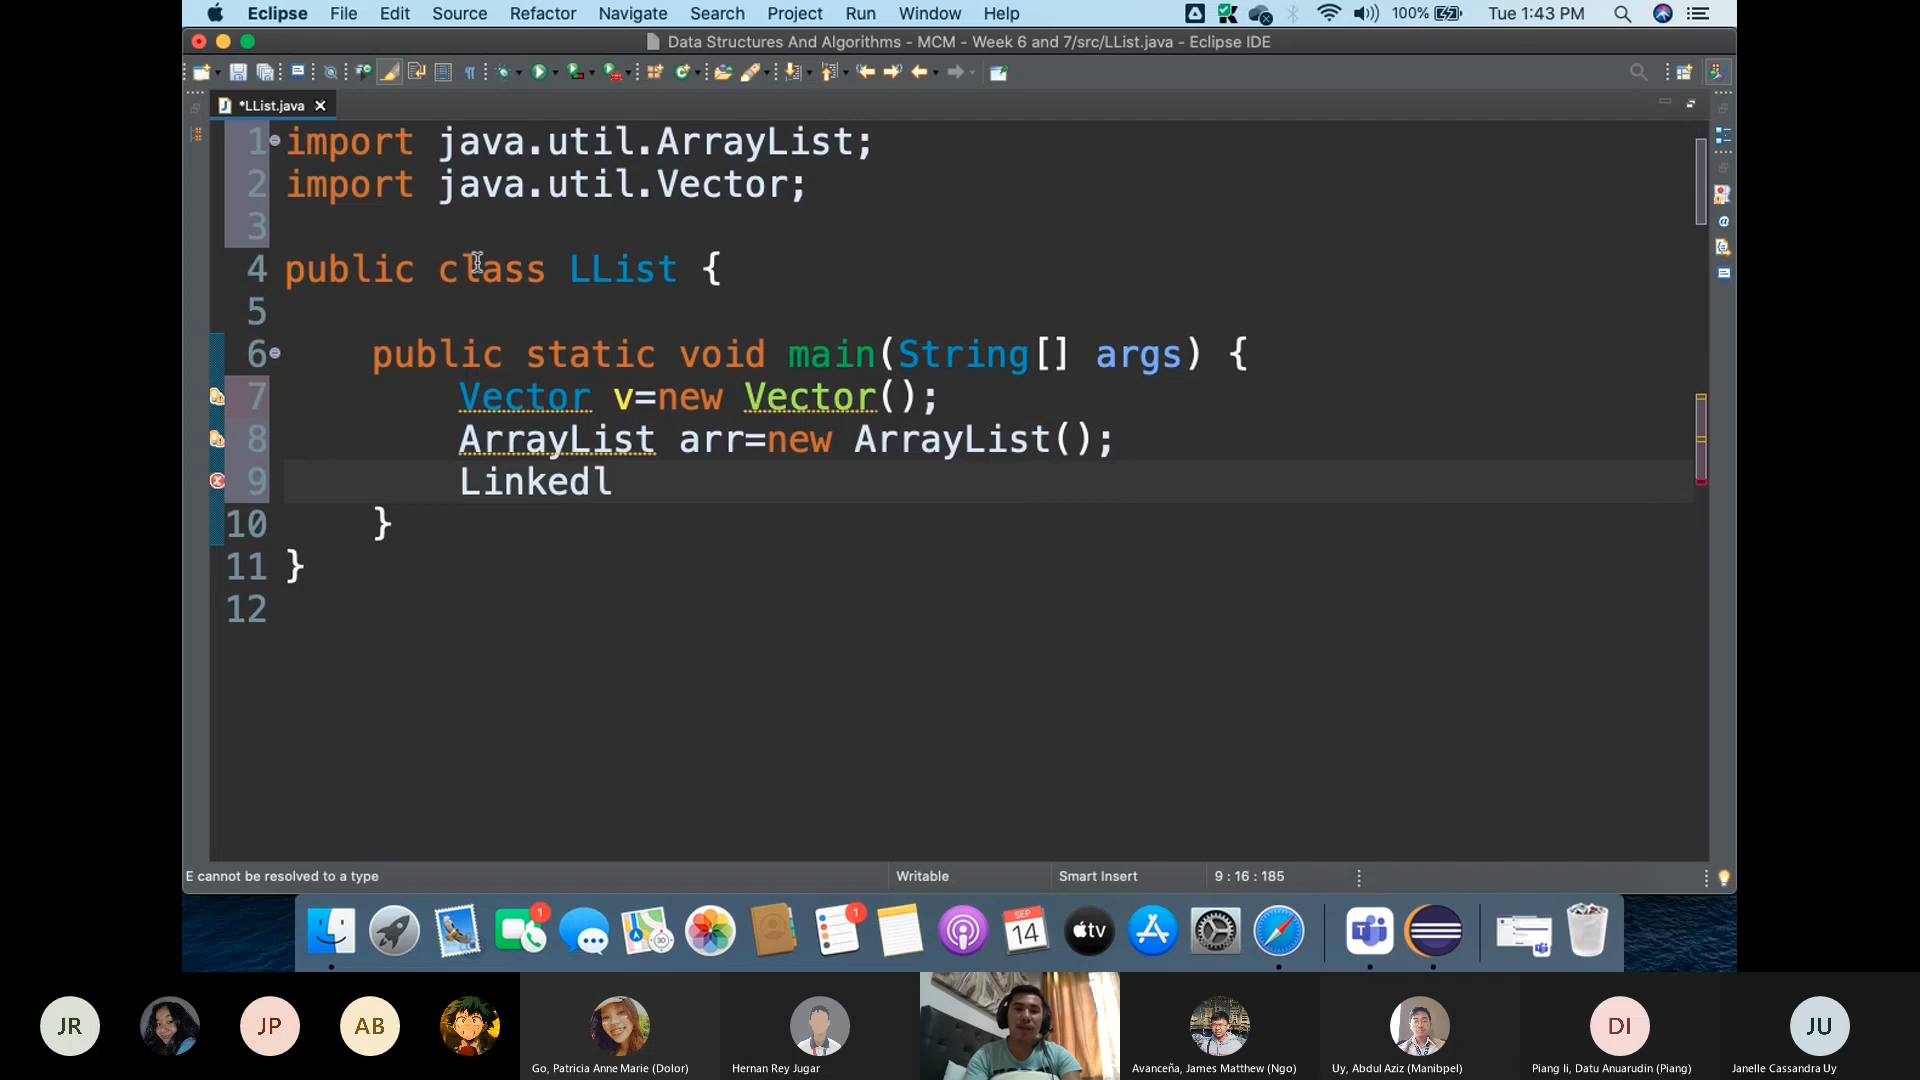 Eclipse File Edit Source Refactor Navigate Search Project Run Window Help 100% Tue 1:43 PM
Data Structures And Algorithms - MCM - Week 6 and 7/src/LList.java - Eclipse IDE
*LList.java
1 import java.util.ArrayList;
2 import java.util.Vector;
3
4 public class LList {
5
6 public static void main(String[] args) {
7 Vector v=new Vector();
8 ArrayList arr=new ArrayList();
9 Linkedl
10 }
11 }
12
E cannot be resolved to a type Writable Smart Insert 9 : 16 : 185
1 1 SEP 14 tv
JR JP AB DI JU
Go, Patricia Anne Marie (Dolor) Hernan Rey Jugar Avanceña, James Matthew (Ngo) Uy, Abdul Aziz (Manibpel) Piang Ii, Datu Anuarudin (Piang) Janelle Cassandra Uy